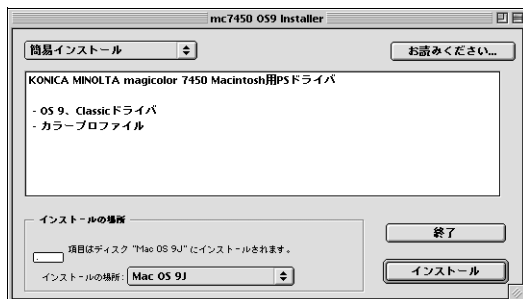 mc7450 OS9 Installer
簡易インストール
お読みください...
KONICA MINOLTA magicolor 7450 Macintosh用PSドライバ
- OS 9、Classicドライバ
- カラープロファイル
インストールの場所
項目はディスク "Mac OS 9J" にインストールされます。
インストールの場所: Mac OS 9J
終了
インストール